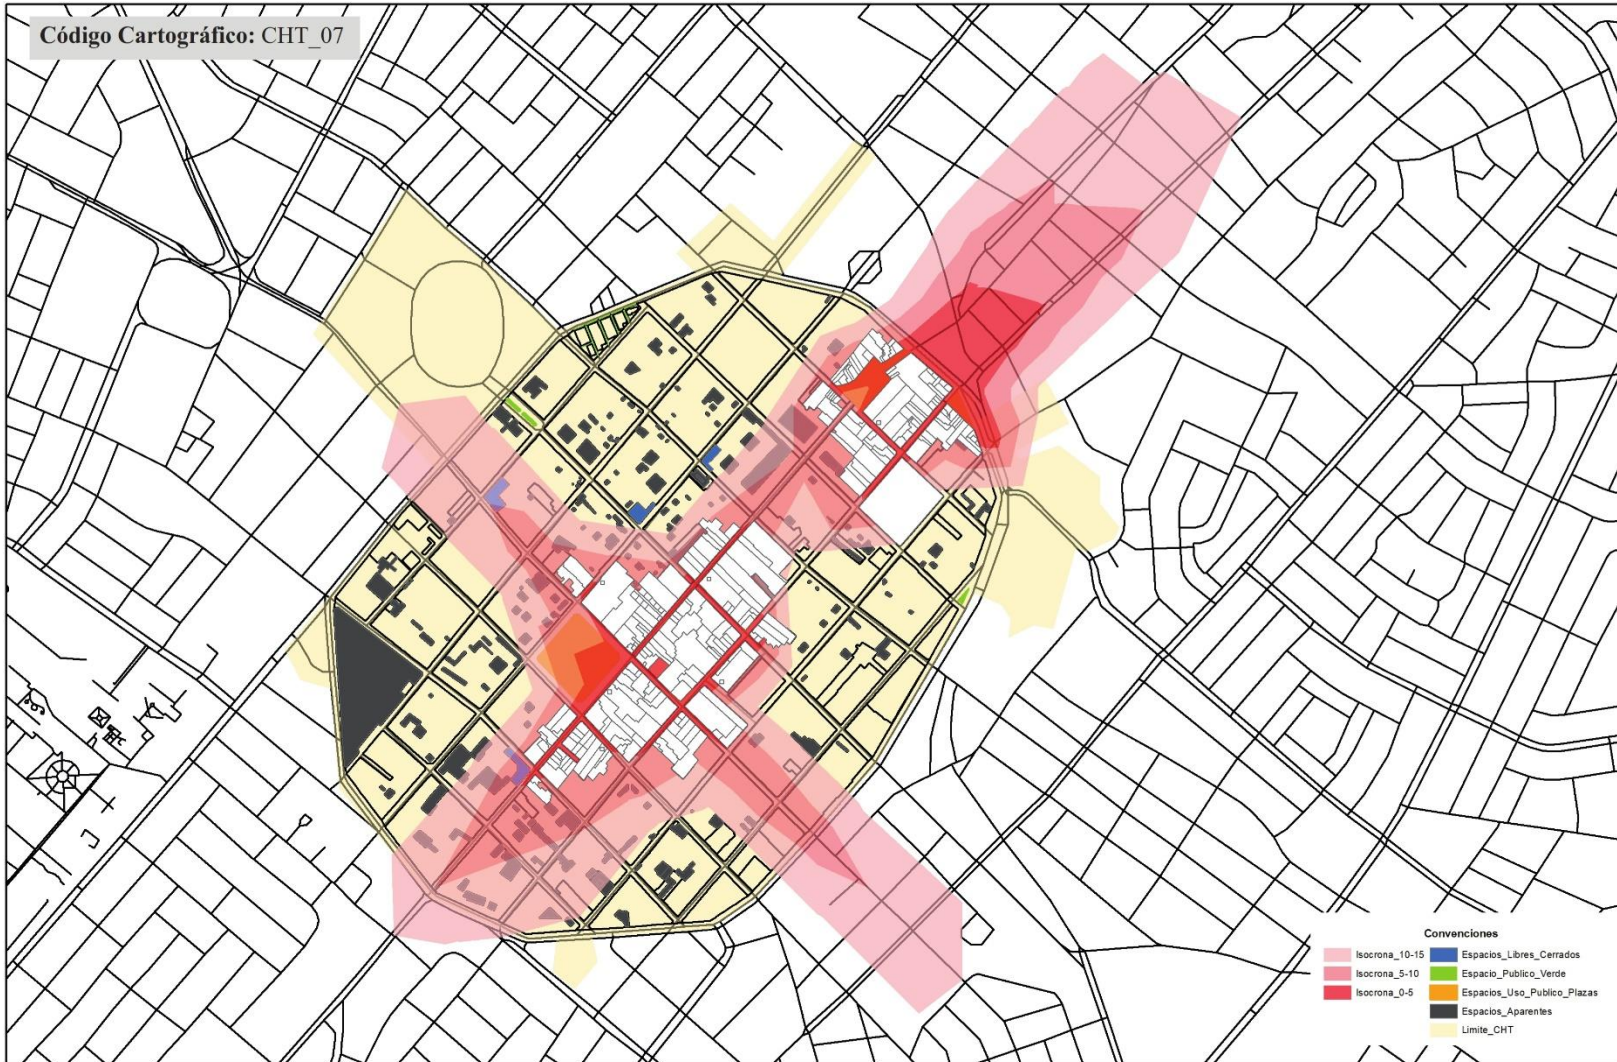 Código Cartográfico: CHT_07
Convenciones
Isocrona_10-15
Isocrona_5-10
Isocrona_0-5
Espacios_Libres_Cerrados
Espacio_Publico_Verde
Espacios_Uso_Publico_Plazas
Espacios_Aparentes
Limite_CHT